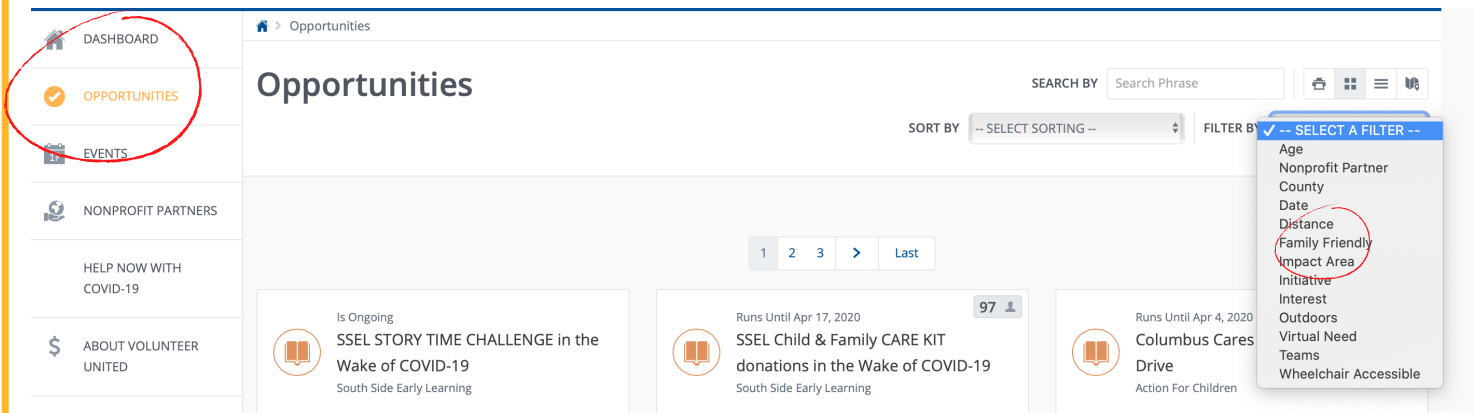 DASHBOARD
OPPORTUNITIES
17
EVENTS
NONPROFIT PARTNERS
HELP NOW WITH
COVID-19
$
ABOUT VOLUNTEER
UNITED
> Opportunities
Opportunities
SEARCH BY
Search Phrase
SORT BY
-- SELECT SORTING --
FILTER BY
✓ -- SELECT A FILTER --
Age
Nonprofit Partner
County
Date
Distance
Family Friendly
Impact Area
Initiative
Interest
Outdoors
Virtual Need
Teams
Wheelchair Accessible
1 2 3 > Last
Is Ongoing
SSEL STORY TIME CHALLENGE in the
Wake of COVID-19
South Side Early Learning
97
Runs Until Apr 17, 2020
SSEL Child & Family CARE KIT
donations in the Wake of COVID-19
South Side Early Learning
Runs Until Apr 4, 2020
Columbus Cares
Drive
Action For Children